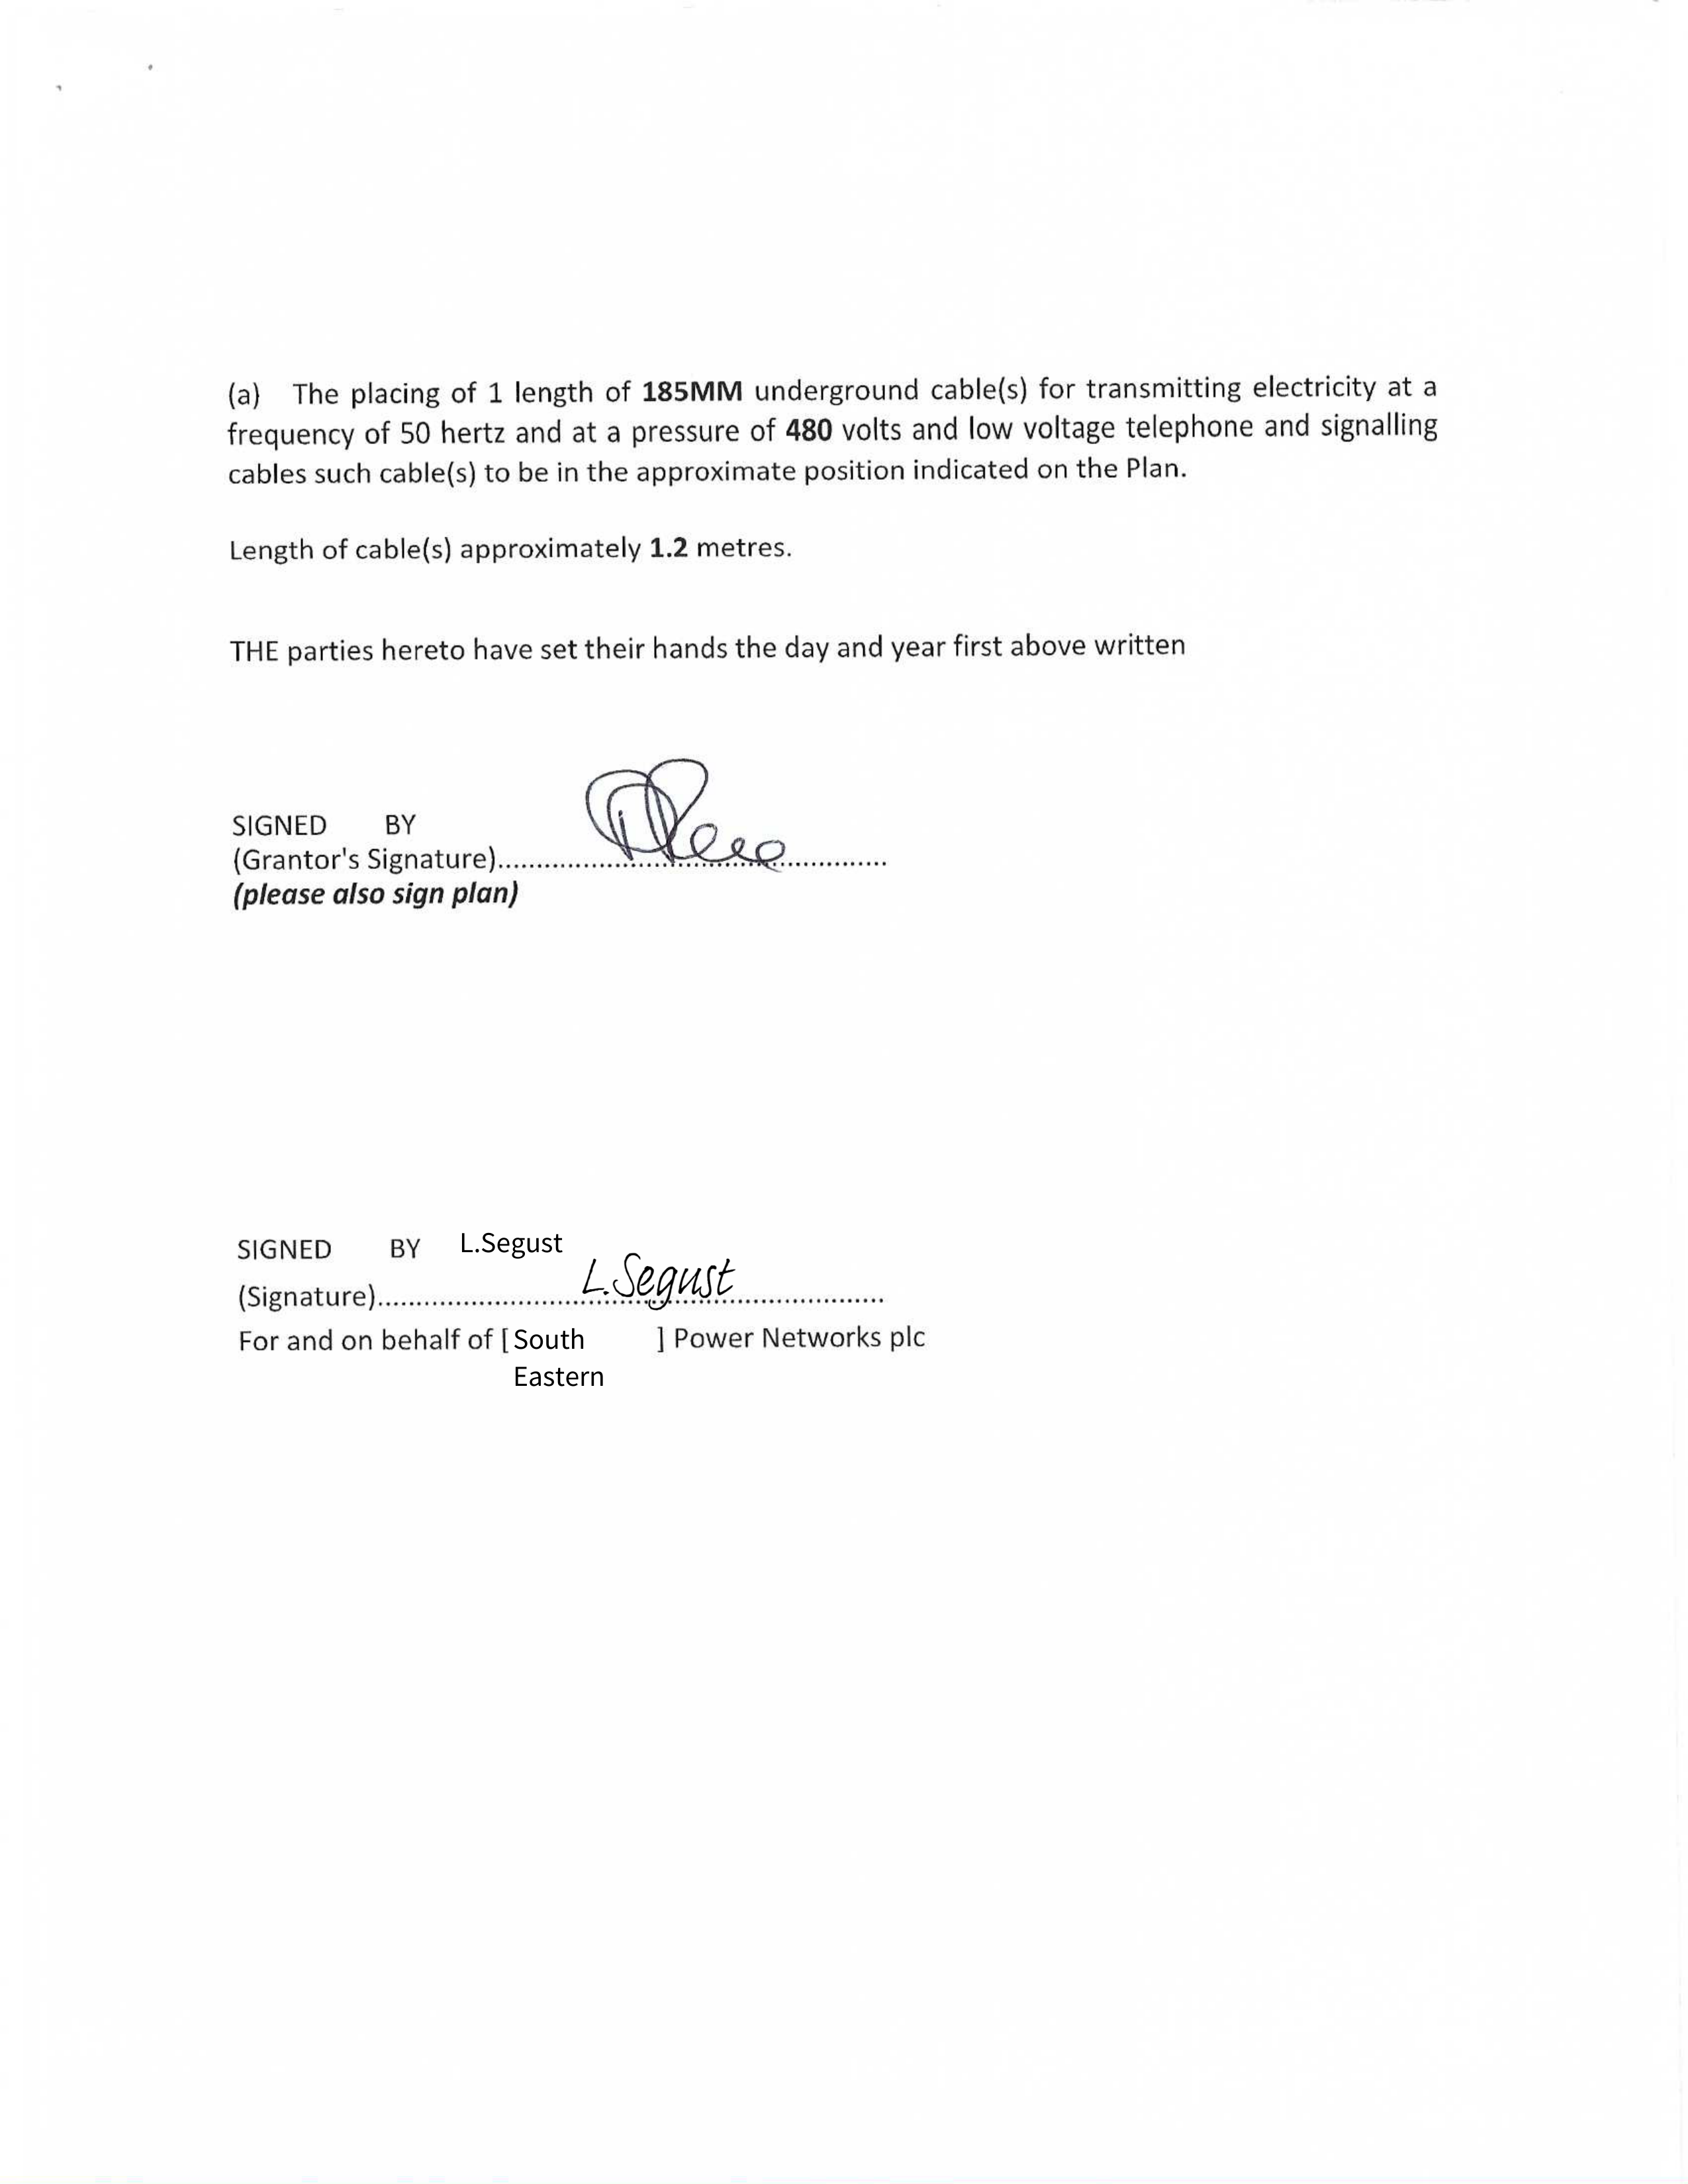 (a) The placing of 1 length of 185MM underground cable(s) for transmitting electricity at a
frequency of 50 hertz and at a pressure of 480 volts and low voltage telephone and signalling
cables such cable(s) to be in the approximate position indicated on the Plan.
Length of cable(s) approximately 1.2 metres.
THE parties hereto have set their hands the day and year first above written
SIGNED BY
(Grantor's Signature)..................................................
(please also sign plan)
SIGNED BY L.Segust
L.Segust
(Signature)..................................................................
For and on behalf of [ South ] Power Networks plc
Eastern